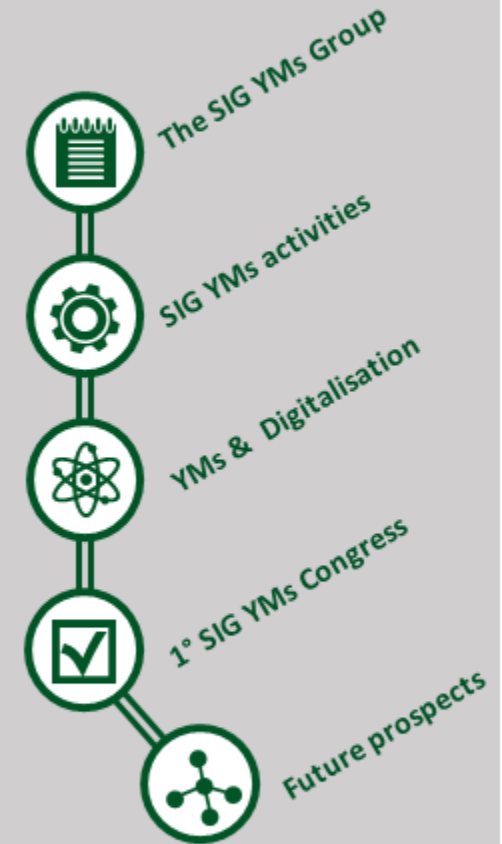 The SIG YMs Group
SIG YMs activities
YMs & Digitalisation
1° SIG YMs Congress
Future prospects